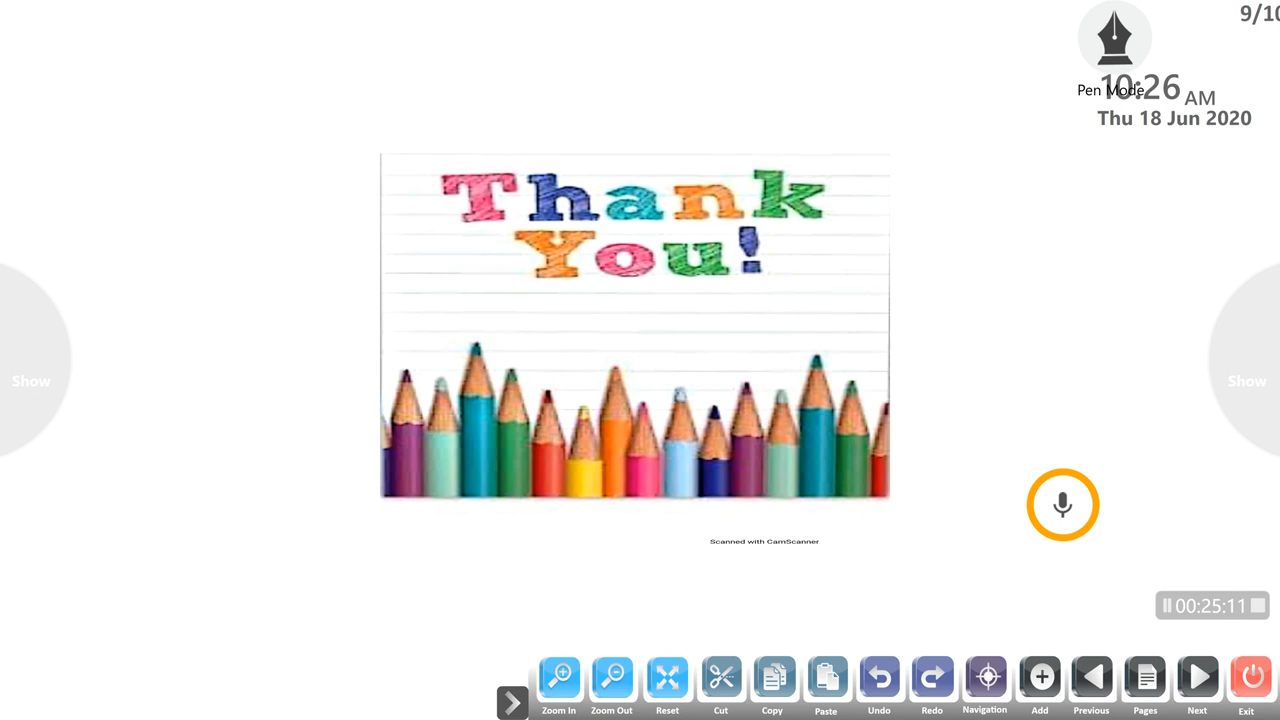 9/10
Pen Mode
10:26 AM
Thu 18 Jun 2020
Thank
You!
Show
Show
Scanned with CamScanner
00:25:11
Zoom In
Zoom Out
Reset
Cut
Copy
Paste
Undo
Redo
Navigation
Add
Previous
Pages
Next
Exit